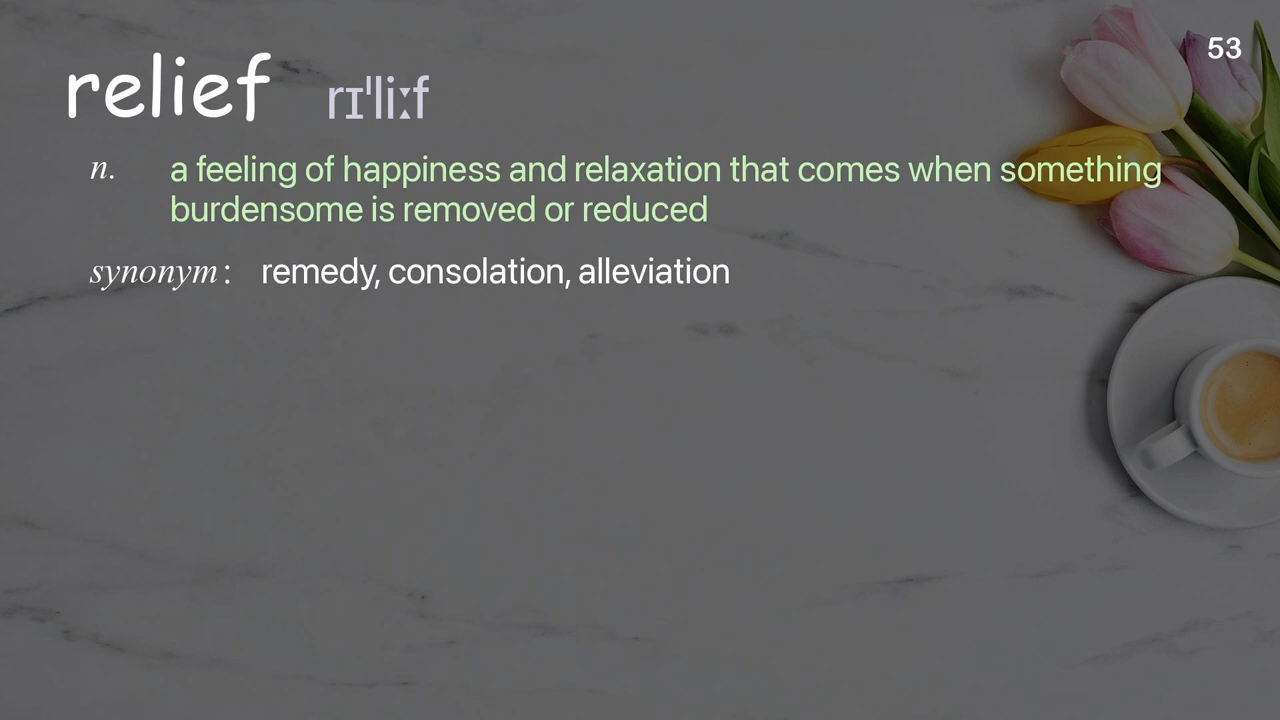 53
relief rɪˈliːf
n. a feeling of happiness and relaxation that comes when something
burdensome is removed or reduced
synonym: remedy, consolation, alleviation